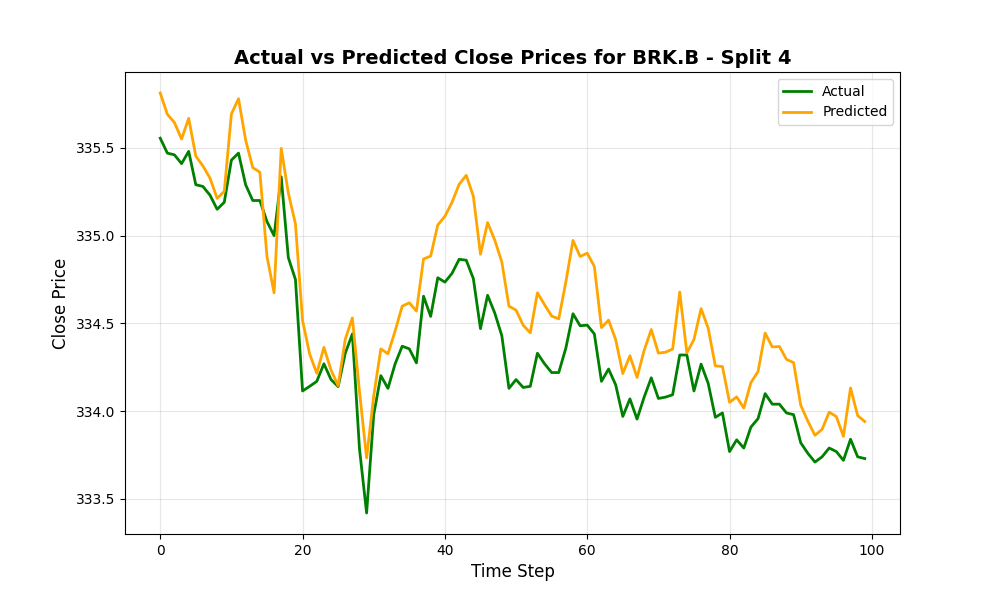 Actual vs Predicted Close Prices for BRK.B - Split 4
Actual
Predicted
Close Price
335.5
335.0
334.5
334.0
333.5
0 20 40 60 80 100
Time Step